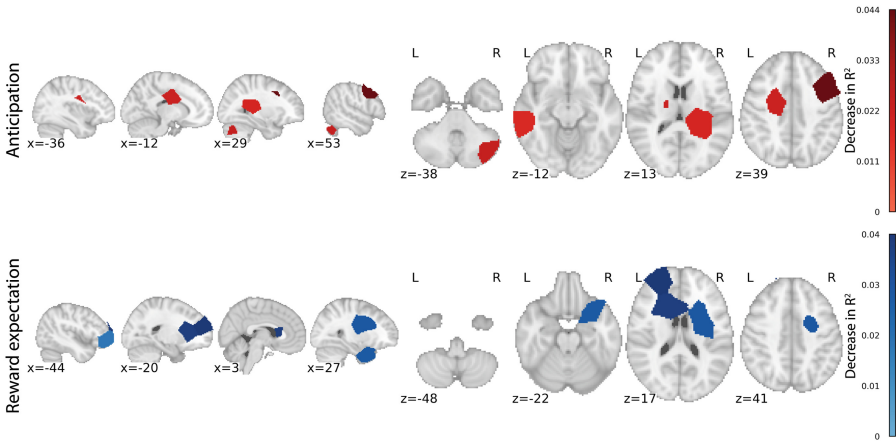 Anticipation
x=-36 x=-12 x=29 x=53
L R L R L R
z=-38 z=-12 z=13 z=39
0.044
0.033
0.022
0.011
0
Decrease in R²
Reward expectation
x=-44 x=-20 x=3 x=27
L R L R L R
z=-48 z=-22 z=17 z=41
0.04
0.03
0.02
0.01
0
Decrease in R²